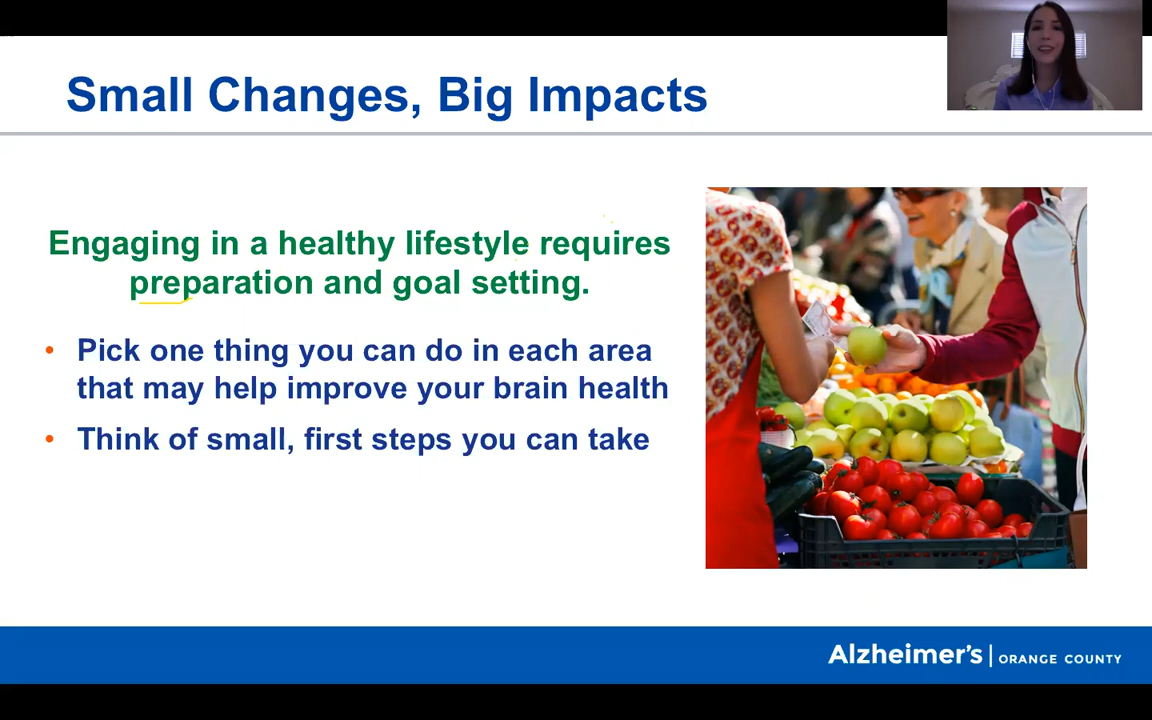 Small Changes, Big Impacts
Engaging in a healthy lifestyle requires
preparation and goal setting.
• Pick one thing you can do in each area
that may help improve your brain health
• Think of small, first steps you can take
Alzheimer's | ORANGE COUNTY